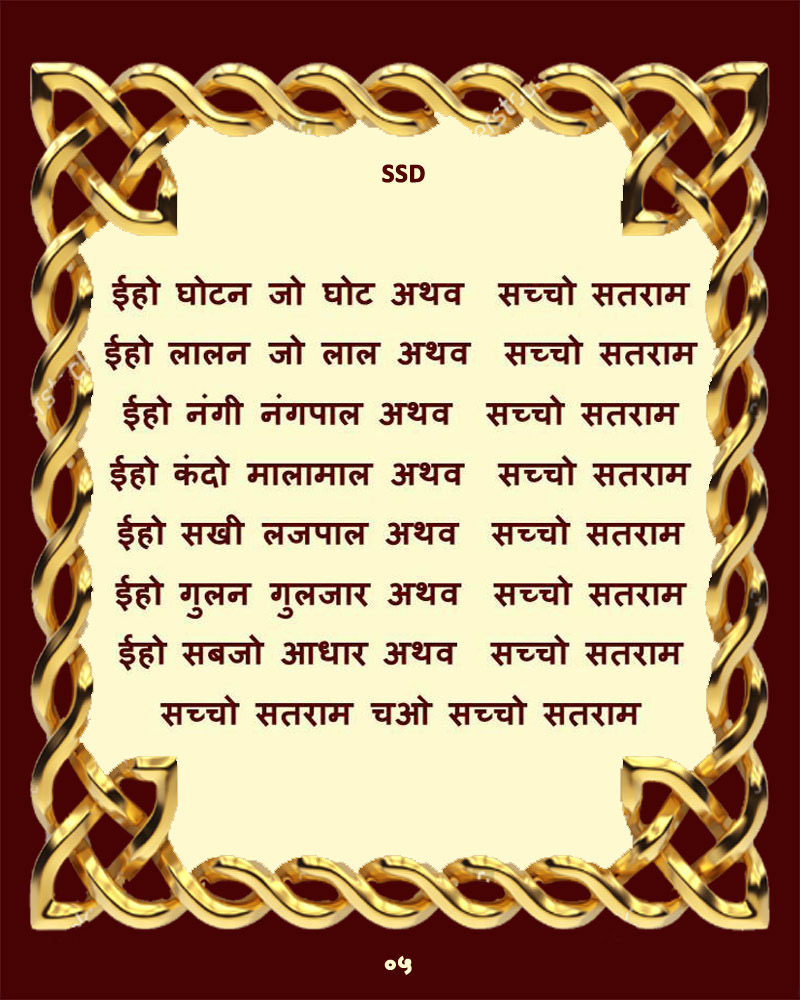 SSD
ईहो घोटन जो घोट अथव सच्चो सतराम
ईहो लालन जो लाल अथव सच्चो सतराम
ईहो नंगी नंगपाल अथव सच्चो सतराम
ईहो कंदो मालामाल अथव सच्चो सतराम
ईहो सखी लजपाल अथव सच्चो सतराम
ईहो गुलन गुलजार अथव सच्चो सतराम
ईहो सबजो आधार अथव सच्चो सतराम
सच्चो सतराम चओ सच्चो सतराम
०५